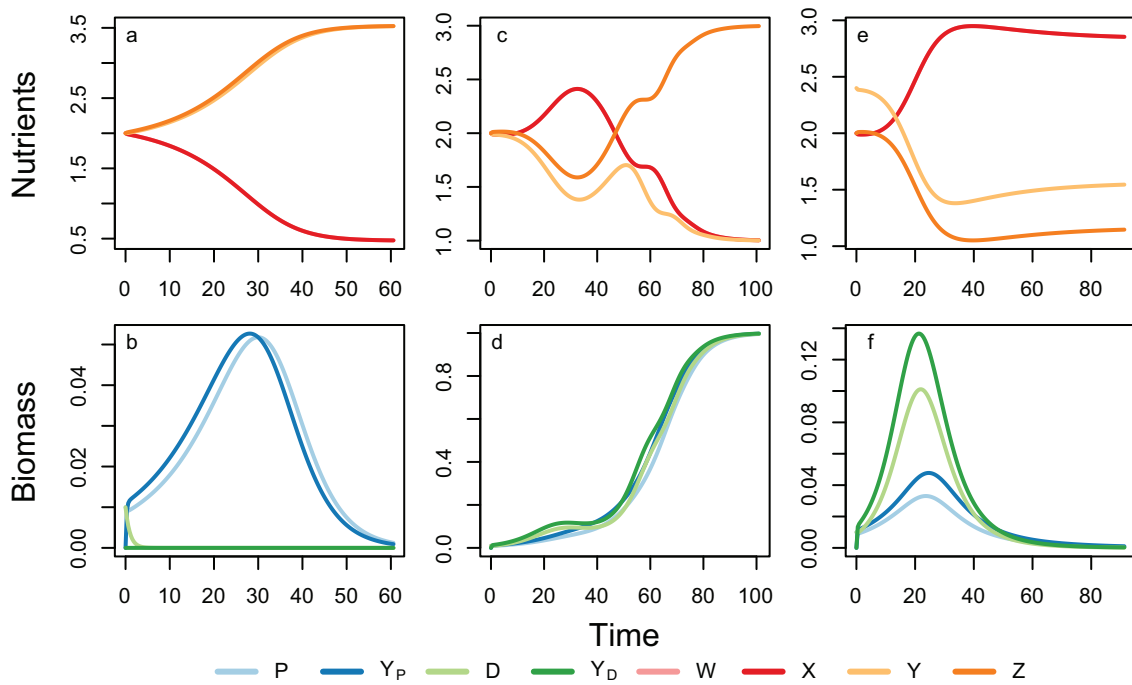 Nutrients
a
3.5
2.5
1.5
0.5
0 10 20 30 40 50 60
c
3.0
2.5
2.0
1.5
1.0
0 20 40 60 80 100
e
3.0
2.5
2.0
1.5
1.0
0 20 40 60 80
Biomass
b
0.04
0.02
0.00
0 10 20 30 40 50 60
d
0.8
0.4
0.0
0 20 40 60 80 100
f
0.12
0.08
0.04
0.00
0 20 40 60 80
Time
P Y_P D Y_D W X Y Z